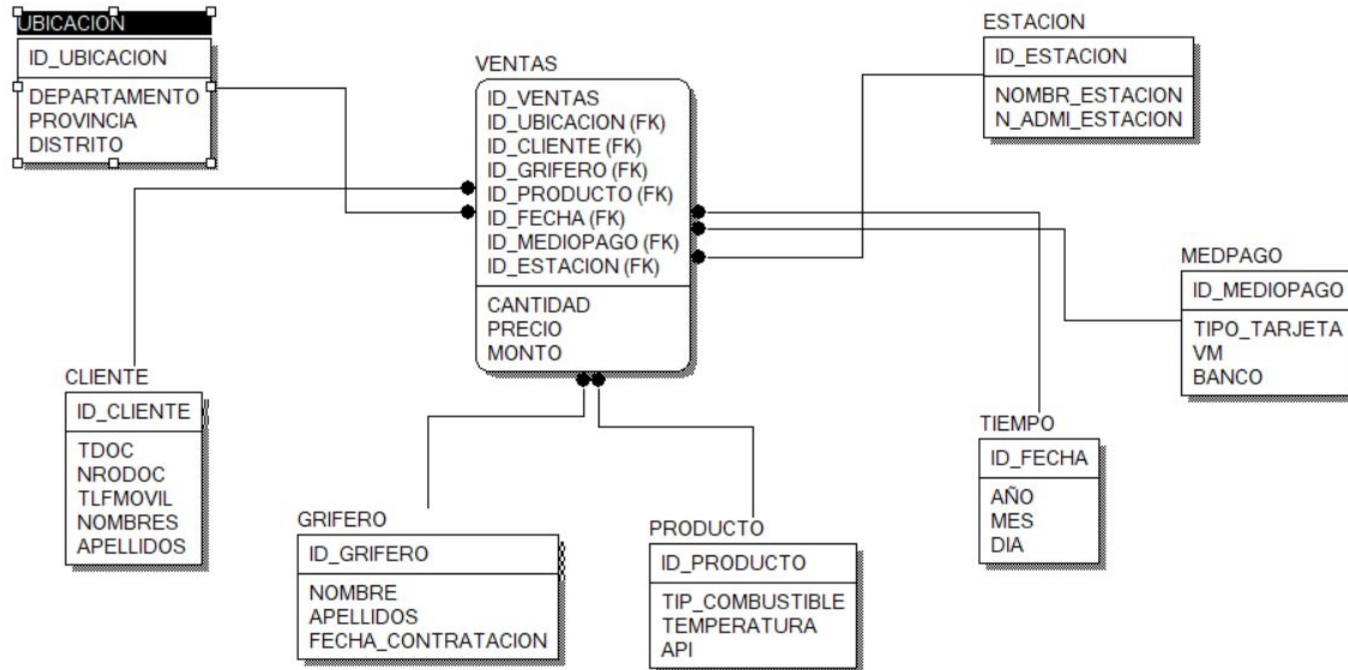 UBICACION
ID_UBICACION
DEPARTAMENTO
PROVINCIA
DISTRITO
VENTAS
ID_VENTAS
ID_UBICACION (FK)
ID_CLIENTE (FK)
ID_GRIFERO (FK)
ID_PRODUCTO (FK)
ID_FECHA (FK)
ID_MEDIOPAGO (FK)
ID_ESTACION (FK)
CANTIDAD
PRECIO
MONTO
ESTACION
ID_ESTACION
NOMBR_ESTACION
N_ADMI_ESTACION
MEDPAGO
ID_MEDIOPAGO
TIPO_TARJETA
VM
BANCO
CLIENTE
ID_CLIENTE
TDOC
NRODOC
TLFMOVIL
NOMBRES
APELLIDOS
GRIFERO
ID_GRIFERO
NOMBRE
APELLIDOS
FECHA_CONTRATACION
PRODUCTO
ID_PRODUCTO
TIP_COMBUSTIBLE
TEMPERATURA
API
TIEMPO
ID_FECHA
AÑO
MES
DIA